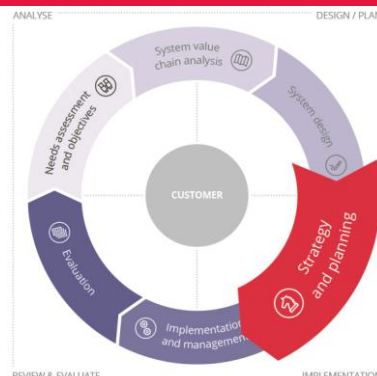 ANALYSE
DESIGN / PLAN
System value
chain analysis
System design
Needs assessment
and objectives
CUSTOMER
Strategy
and planning
Evaluation
Implementation
and management
REVIEW & EVALUATE
IMPLEMENTATION